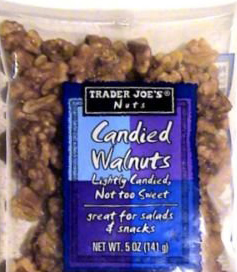 TRADER JOE'S®
Nuts
Candied
Walnuts
Lightly Candied,
Not too Sweet
great for salads
& snacks
NET WT. 5 OZ (141 g)